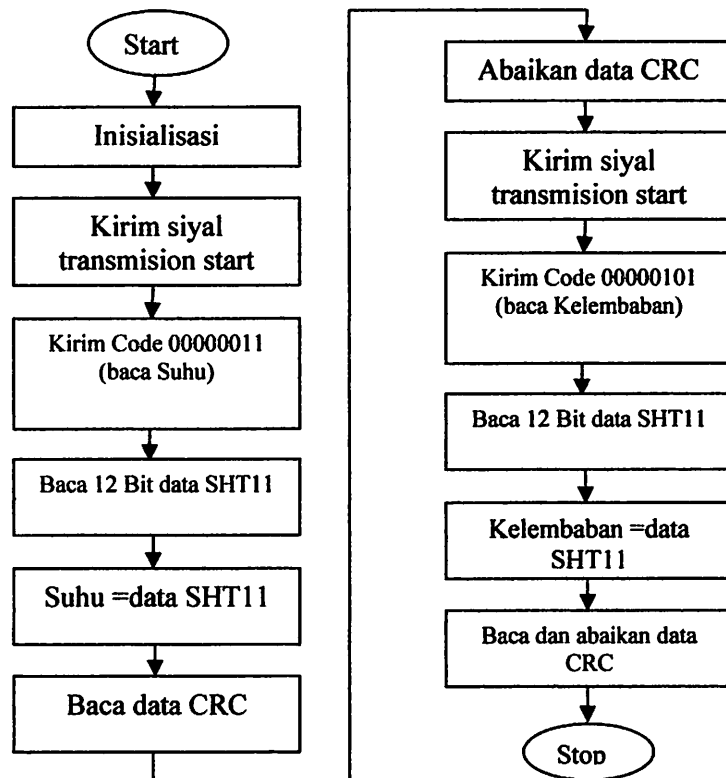 Start
Inisialisasi
Kirim siyal
transmision start
Kirim Code 00000011
(baca Suhu)
Baca 12 Bit data SHT11
Suhu =data SHT11
Baca data CRC
Abaikan data CRC
Kirim siyal
transmision start
Kirim Code 00000101
(baca Kelembaban)
Baca 12 Bit data SHT11
Kelembaban =data
SHT11
Baca dan abaikan data
CRC
Stop